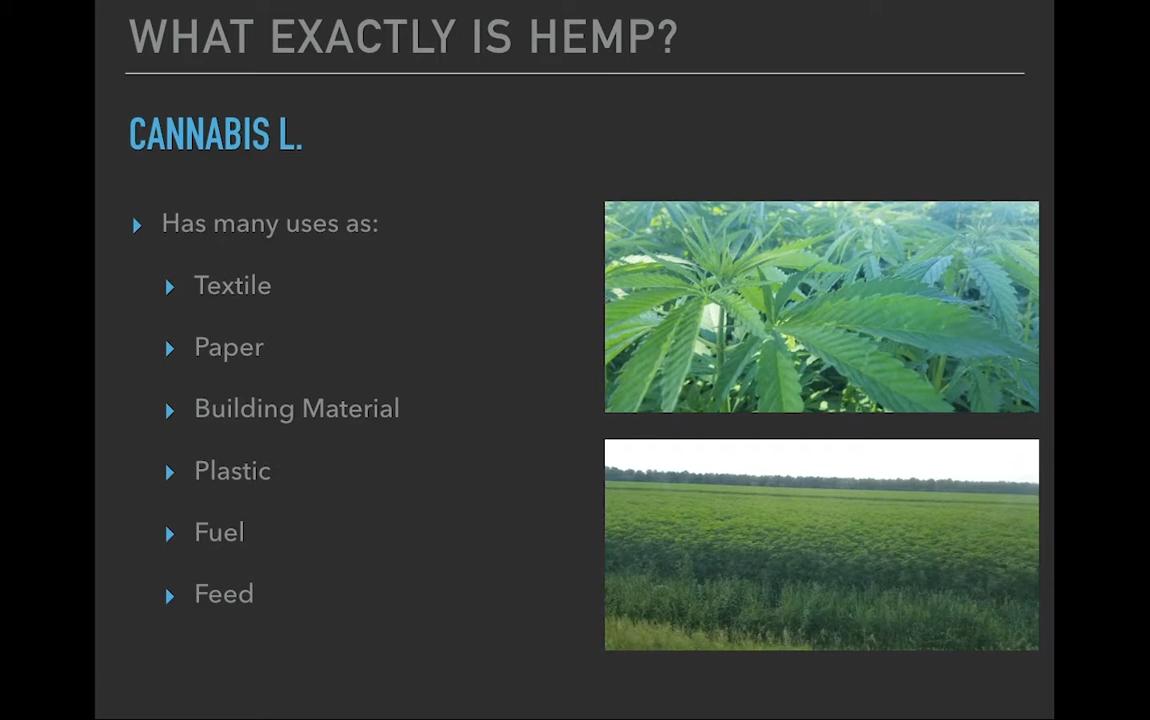 WHAT EXACTLY IS HEMP?
CANNABIS L.
Has many uses as:
Textile
Paper
Building Material
Plastic
Fuel
Feed